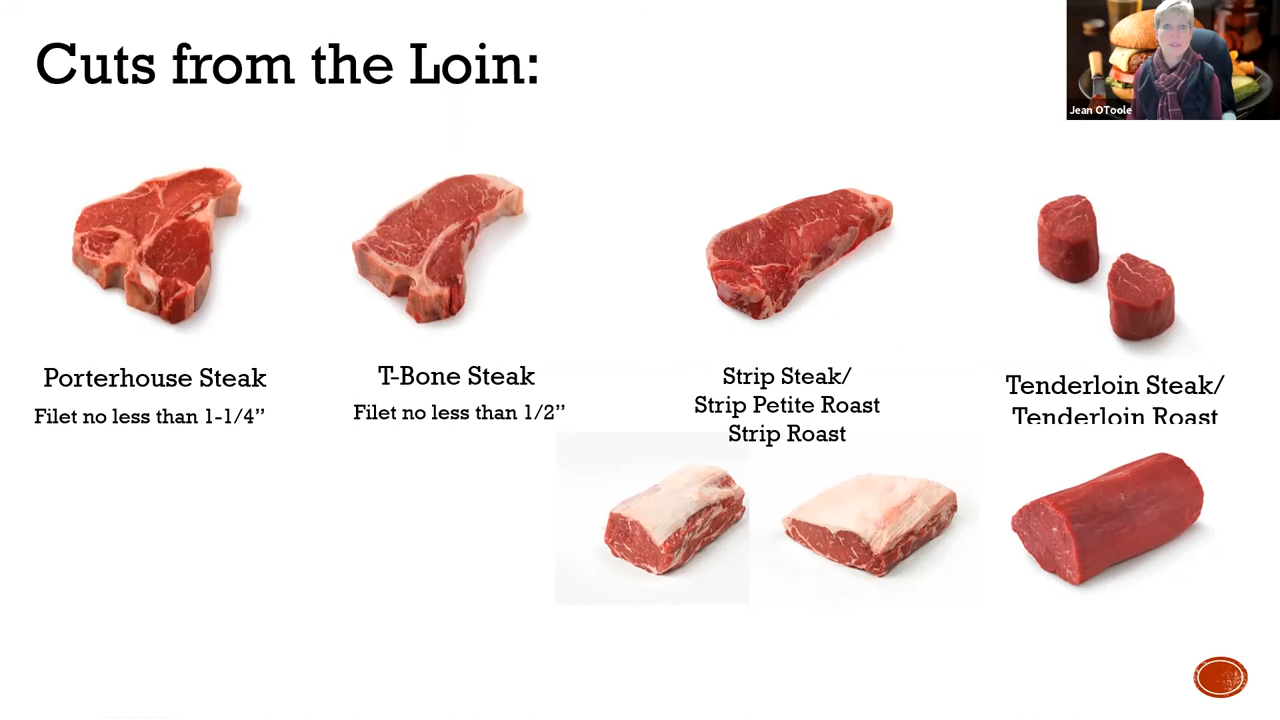 Cuts from the Loin:
Jean OToole
Porterhouse Steak
Filet no less than 1-1/4”
T-Bone Steak
Filet no less than 1/2”
Strip Steak/
Strip Petite Roast
Strip Roast
Tenderloin Steak/
Tenderloin Roast